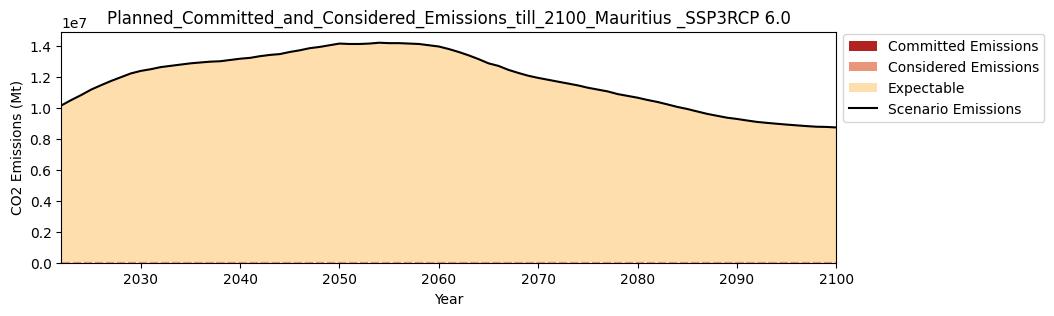 Planned_Committed_and_Considered_Emissions_till_2100_Mauritius _SSP3RCP 6.0
1e7
1.4
1.2
1.0
0.8
0.6
0.4
0.2
0.0
CO2 Emissions (Mt)
2030 2040 2050 2060 2070 2080 2090 2100
Year
Committed Emissions
Considered Emissions
Expectable
Scenario Emissions